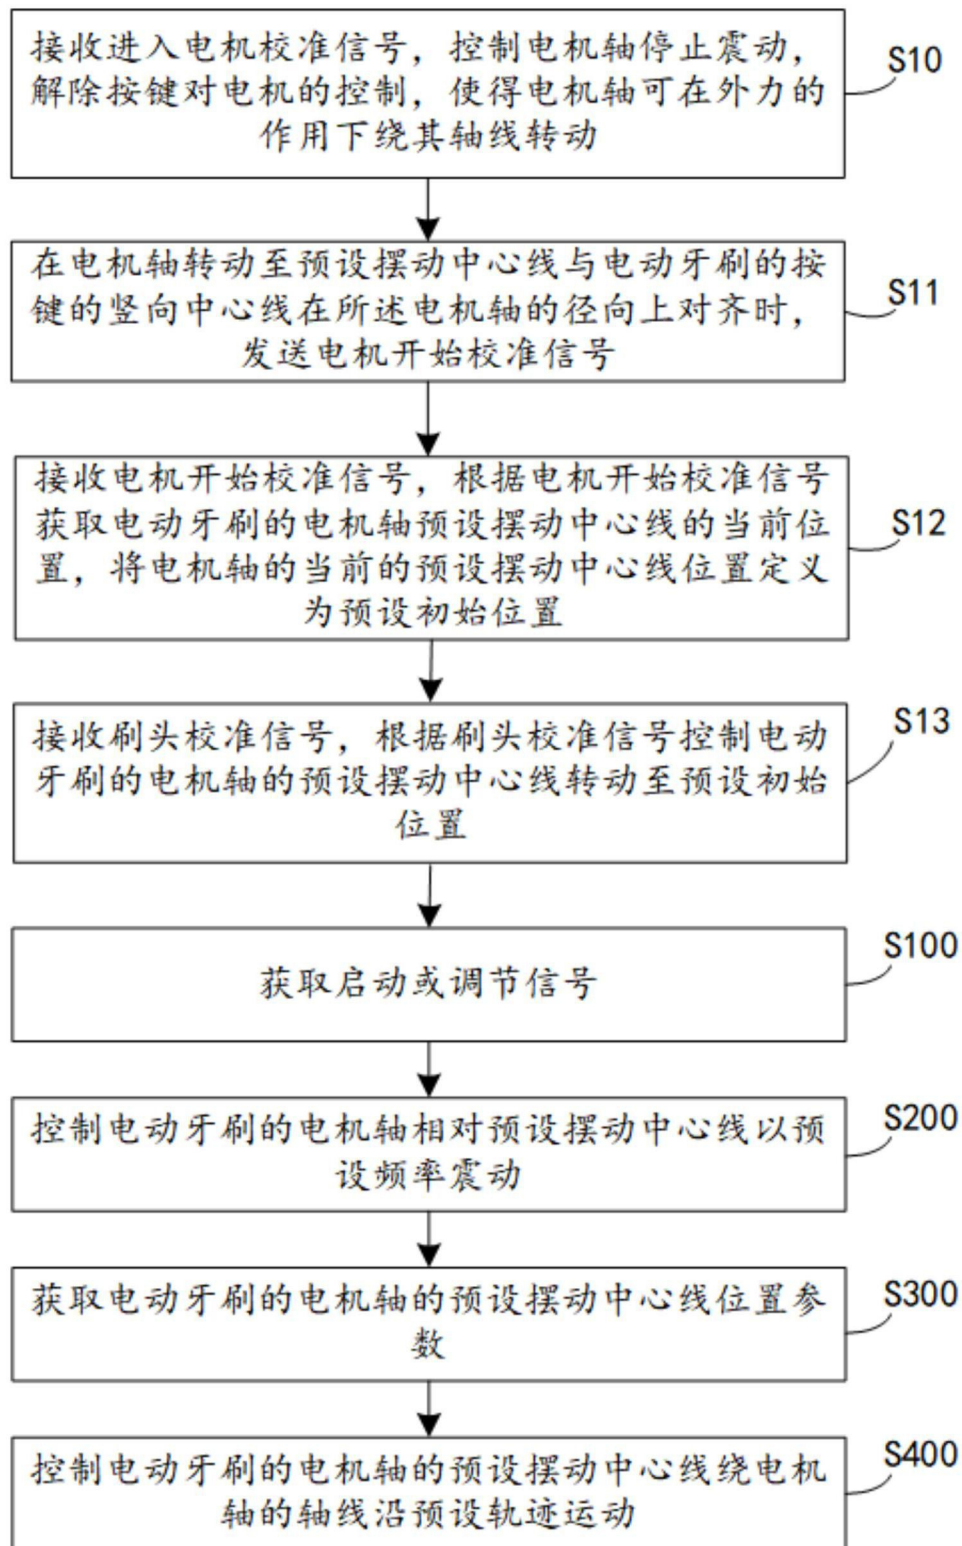 接收进入电机校准信号，控制电机轴停止震动，
解除按键对电机的控制，使得电机轴可在外力的
作用下绕其轴线转动
S10
在电机轴转动至预设摆动中心线与电动牙刷的按
键的竖向中心线在所述电机轴的径向上对齐时，
发送电机开始校准信号
S11
接收电机开始校准信号，根据电机开始校准信号
获取电动牙刷的电机轴预设摆动中心线的当前位
置，将电机轴的当前的预设摆动中心线位置定义
为预设初始位置
S12
接收刷头校准信号，根据刷头校准信号控制电动
牙刷的电机轴的预设摆动中心线转动至预设初始
位置
S13
获取启动或调节信号
S100
控制电动牙刷的电机轴相对预设摆动中心线以预
设频率震动
S200
获取电动牙刷的电机轴的预设摆动中心线位置参
数
S300
控制电动牙刷的电机轴的预设摆动中心线绕电机
轴的轴线沿预设轨迹运动
S400